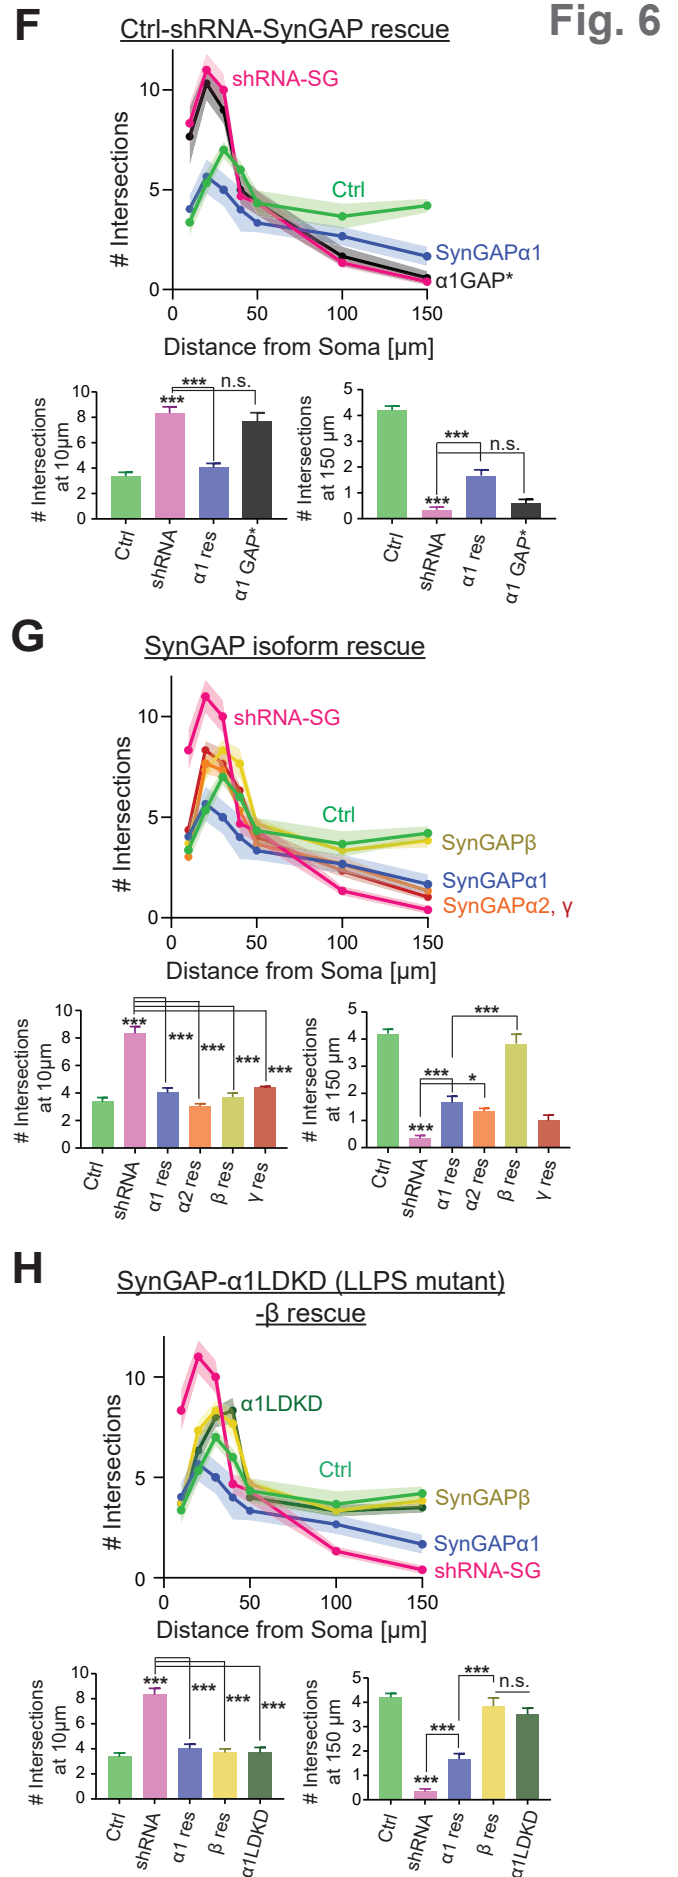 F
Ctrl-shRNA-SynGAP rescue
Fig. 6
# Intersections
10
5
0
shRNA-SG
Ctrl
SynGAPα1
α1GAP*
0 50 100 150
Distance from Soma [µm]
# Intersections
at 10µm
10
8
6
4
2
0
*** *** n.s.
Ctrl shRNA α1 res α1 GAP*
# Intersections
at 150 µm
5
4
3
2
1
0
*** *** n.s.
Ctrl shRNA α1 res α1 GAP*
G
SynGAP isoform rescue
# Intersections
10
5
0
shRNA-SG
Ctrl
SynGAPβ
SynGAPα1
SynGAPα2, γ
0 50 100 150
Distance from Soma [µm]
# Intersections
at 10µm
10
8
6
4
2
0
*** *** *** *** ***
Ctrl shRNA α1 res α2 res β res γ res
# Intersections
at 150 µm
5
4
3
2
1
0
*** *** * ***
Ctrl shRNA α1 res α2 res β res γ res
H
SynGAP-α1LDKD (LLPS mutant)
-β rescue
# Intersections
10
5
0
α1LDKD
Ctrl
SynGAPβ
SynGAPα1
shRNA-SG
0 50 100 150
Distance from Soma [µm]
# Intersections
at 10µm
10
8
6
4
2
0
*** *** *** ***
Ctrl shRNA α1 res β res α1LDKD
# Intersections
at 150 µm
5
4
3
2
1
0
*** *** *** n.s.
Ctrl shRNA α1 res β res α1LDKD